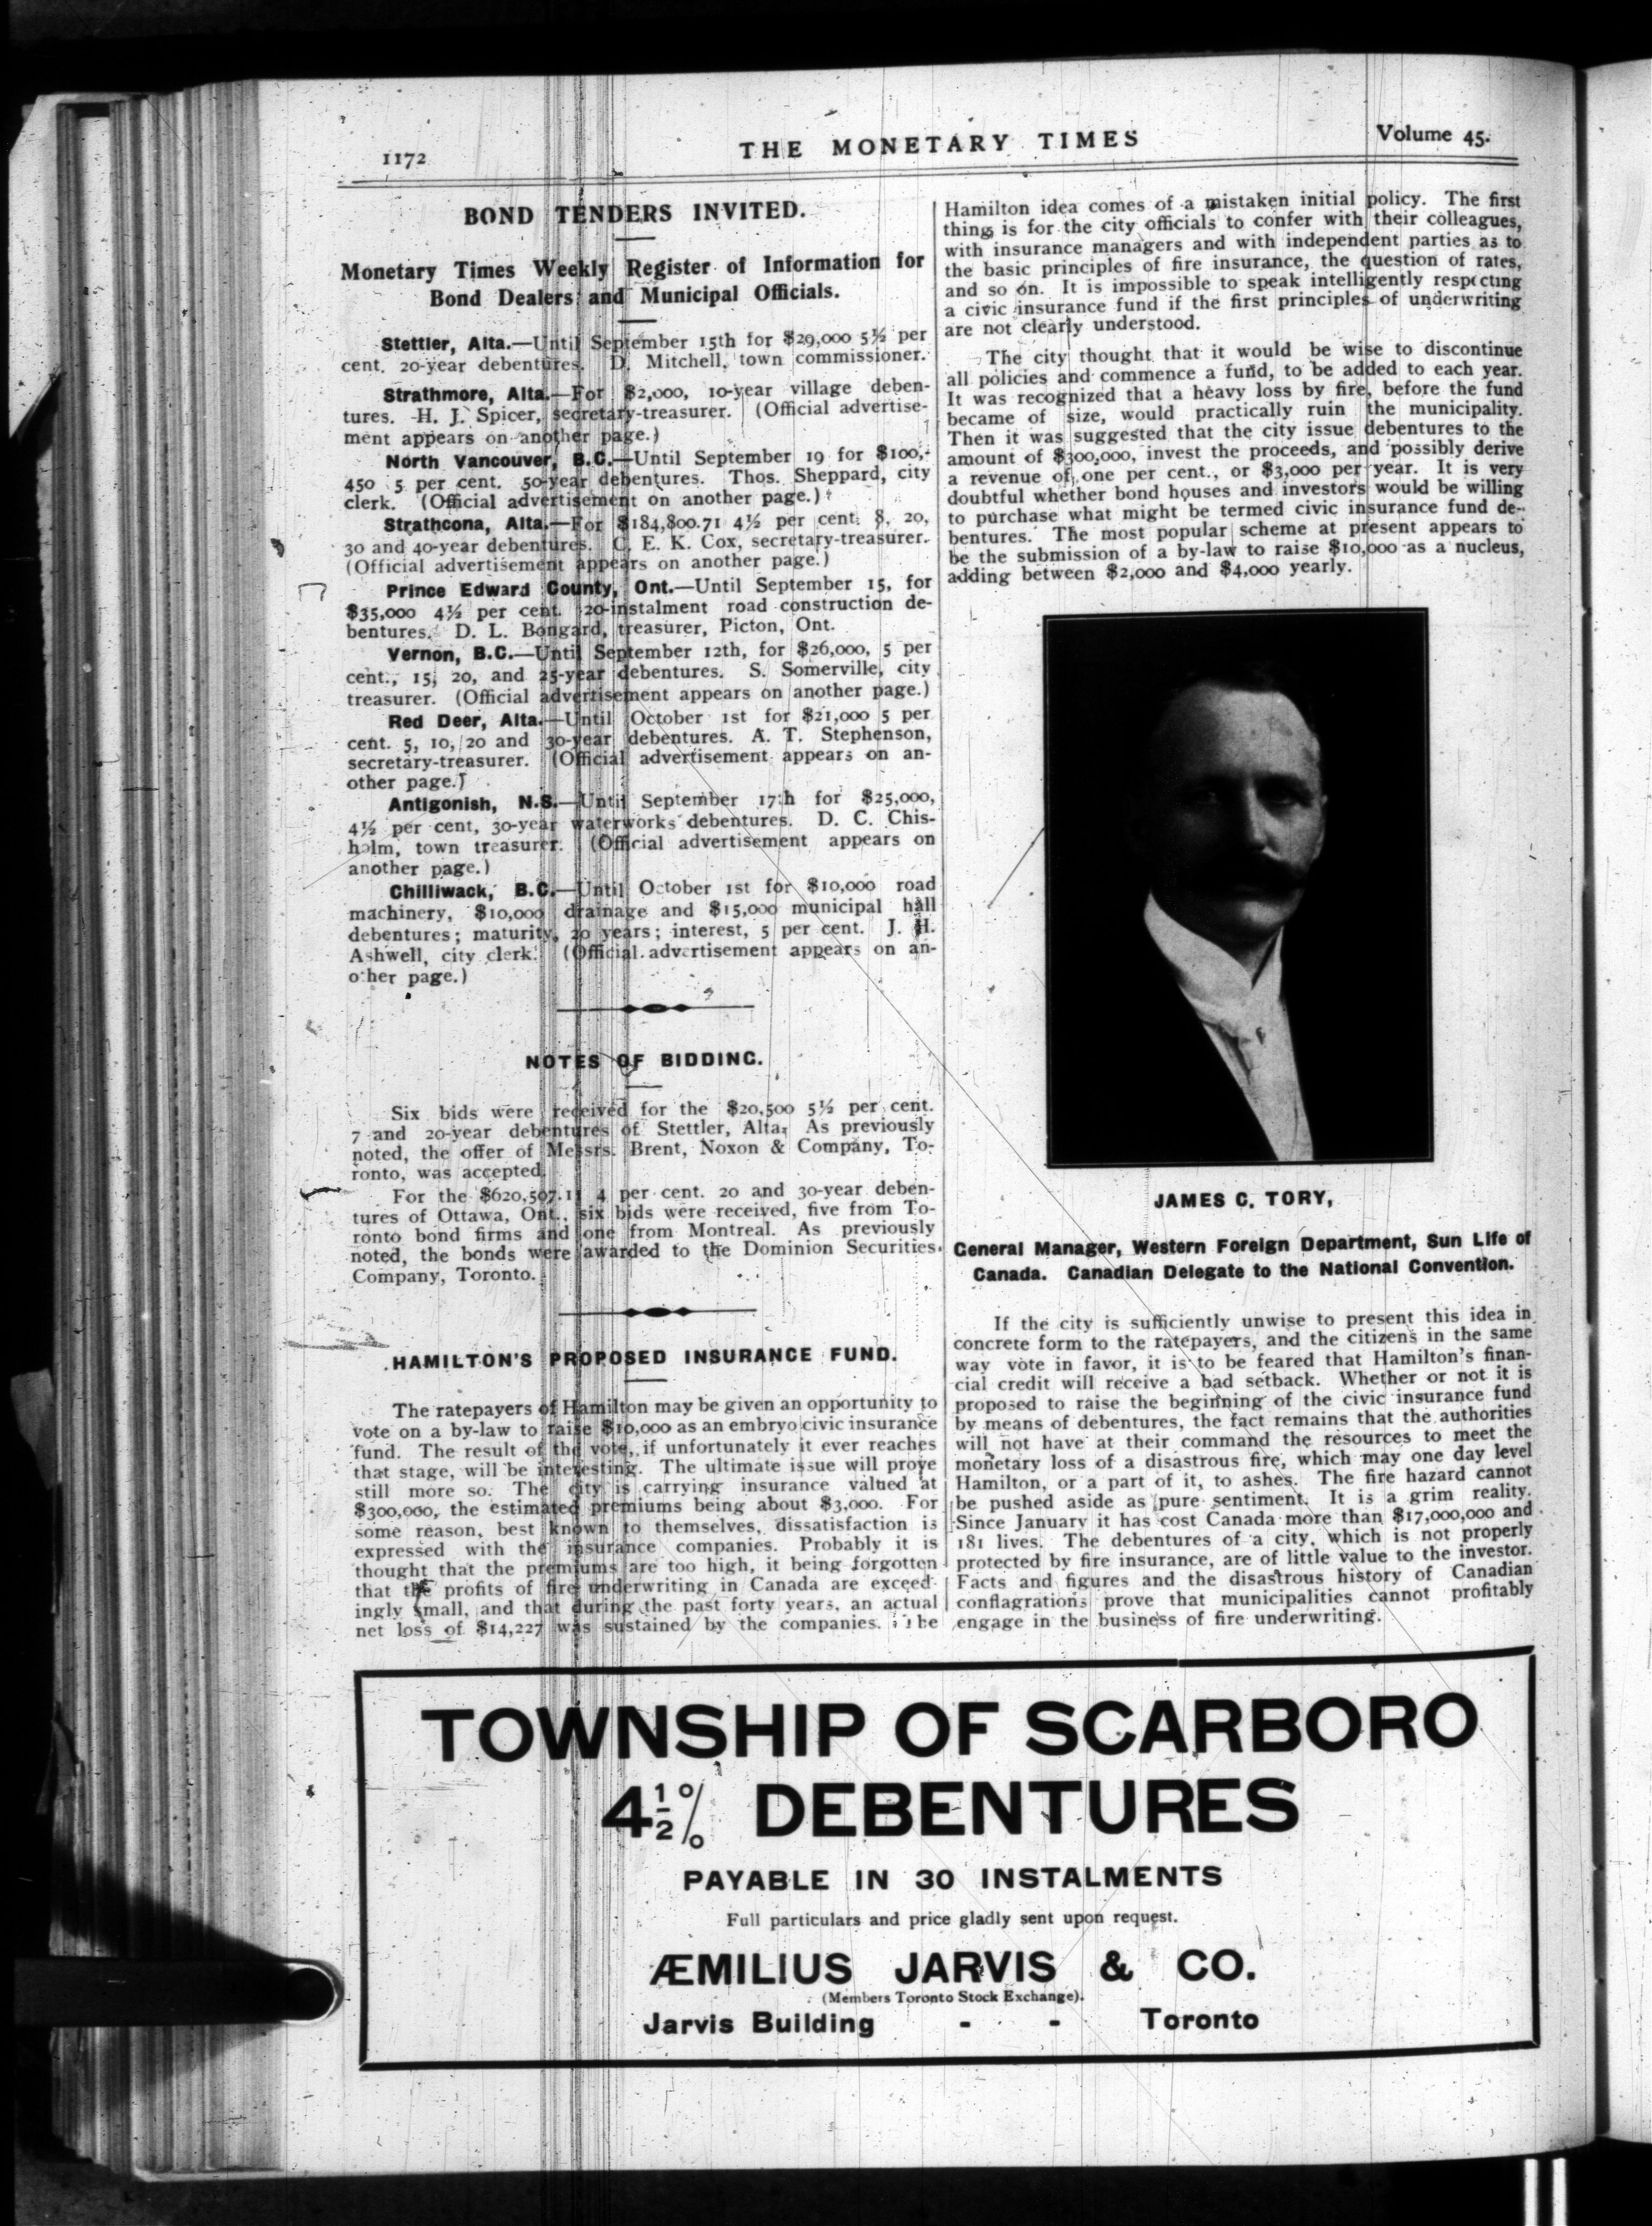 1172
THE MONETARY TIMES
Volume 45.
BOND TENDERS INVITED.
Monetary Times Weekly Register of Information for
Bond Dealers and Municipal Officials.
Stettler, Alta.—Until September 15th for $29,000 5½ per
cent. 20-year debentures. D. Mitchell, town commissioner.
Strathmore, Alta.—For $2,000, 10-year village deben-
tures. H. J. Spicer, secretary-treasurer. (Official advertise-
ment appears on another page.)
North Vancouver, B.C.—Until September 19 for $100,-
450 5 per cent. 50-year debentures. Thos. Sheppard, city
clerk. (Official advertisement on another page.)
Strathcona, Alta.—For $184,800.71 4½ per cent. 8, 20,
30 and 40-year debentures. C. E. K. Cox, secretary-treasurer.
(Official advertisement appears on another page.)
Prince Edward County, Ont.—Until September 15, for
$35,000 4½ per cent. 20-instalment road construction de-
bentures. D. L. Bongard, treasurer, Picton, Ont.
Vernon, B.C.—Until September 12th, for $26,000, 5 per
cent., 15, 20, and 25-year debentures. S. Somerville, city
treasurer. (Official advertisement appears on another page.)
Red Deer, Alta.—Until October 1st for $21,000 5 per
cent. 5, 10, 20 and 30-year debentures. A. T. Stephenson,
secretary-treasurer. (Official advertisement appears on an-
other page.)
Antigonish, N.S.—Until September 17th for $25,000,
4½ per cent, 30-year waterworks debentures. D. C. Chis-
holm, town treasurer. (Official advertisement appears on
another page.)
Chilliwack, B.C.—Until October 1st for $10,000 road
machinery, $10,000 drainage and $15,000 municipal hall
debentures; maturity, 20 years; interest, 5 per cent. J. H.
Ashwell, city clerk. (Official advertisement appears on an-
other page.)
NOTES OF BIDDING.
Six bids were received for the $20,500 5½ per cent.
7 and 20-year debentures of Stettler, Alta. As previously
noted, the offer of Messrs. Brent, Noxon & Company, To-
ronto, was accepted.
For the 4 per cent. 20 and 30-year deben-
tures of Ottawa, Ont., six bids were received, five from To-
ronto bond firms and one from Montreal. As previously
noted, the bonds were awarded to the Dominion Securities
Company, Toronto.
HAMILTON'S PROPOSED INSURANCE FUND.
The ratepayers of Hamilton may be given an opportunity to
vote on a by-law to raise $10,000 as an embryo civic insurance
fund. The result of the vote, if unfortunately it ever reaches
that stage, will be interesting. The ultimate issue will prove
still more so. The city is carrying insurance valued at
$300,000, the estimated premiums being about $3,000. For
some reason, best known to themselves, dissatisfaction is
expressed with the insurance companies. Probably it is
thought that the premiums are too high, it being forgotten
that the profits of fire underwriting in Canada are exceed-
ingly small, and that during the past forty years, an actual
net loss of $14,227 was sustained by the companies. The
Hamilton idea comes of a mistaken initial policy. The first
thing is for the city officials to confer with their colleagues,
with insurance managers and with independent parties as to
the basic principles of fire insurance, the question of rates,
and so on. It is impossible to speak intelligently respecting
a civic insurance fund if the first principles of underwriting
are not clearly understood.
The city thought that it would be wise to discontinue
all policies and commence a fund, to be added to each year.
It was recognized that a heavy loss by fire, before the fund
became of size, would practically ruin the municipality.
Then it was suggested that the city issue debentures to the
amount of $300,000, invest the proceeds, and possibly derive
a revenue of one per cent., or $3,000 per year. It is very
doubtful whether bond houses and investors would be willing
to purchase what might be termed civic insurance fund de-
bentures. The most popular scheme at present appears to
be the submission of a by-law to raise $10,000 as a nucleus,
adding between $2,000 and $4,000 yearly.
JAMES C. TORY,
General Manager, Western Foreign Department, Sun Life of
Canada. Canadian Delegate to the National Convention.
If the city is sufficiently unwise to present this idea in
concrete form to the ratepayers, and the citizens in the same
way vote in favor, it is to be feared that Hamilton's finan-
cial credit will receive a bad setback. Whether or not it is
proposed to raise the beginning of the civic insurance fund
by means of debentures, the fact remains that the authorities
will not have at their command the resources to meet the
monetary loss of a disastrous fire, which may one day level
Hamilton, or a part of it, to ashes. The fire hazard cannot
be pushed aside as pure sentiment. It is a grim reality.
Since January it has cost Canada more than $17,000,000 and
181 lives. The debentures of a city, which is not properly
protected by fire insurance, are of little value to the investor.
Facts and figures and the disastrous history of Canadian
conflagrations prove that municipalities cannot profitably
engage in the business of fire underwriting.
TOWNSHIP OF SCARBORO
4½% DEBENTURES
PAYABLE IN 30 INSTALMENTS
Full particulars and price gladly sent upon request.
ÆMILIUS JARVIS & CO.
(Members Toronto Stock Exchange).
Jarvis Building - - Toronto